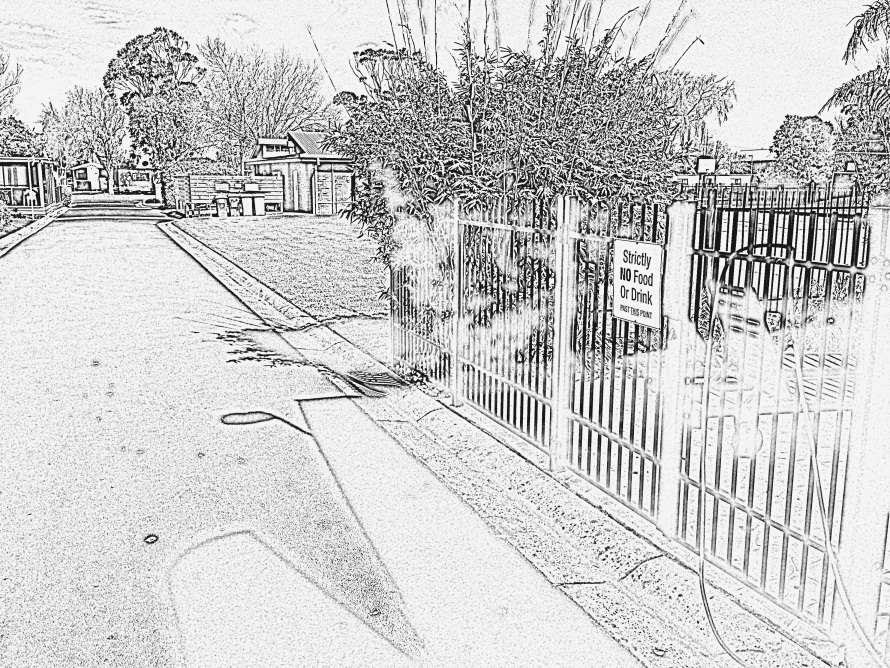 Strictly
NO Food
Or Drink
PAST THIS POINT